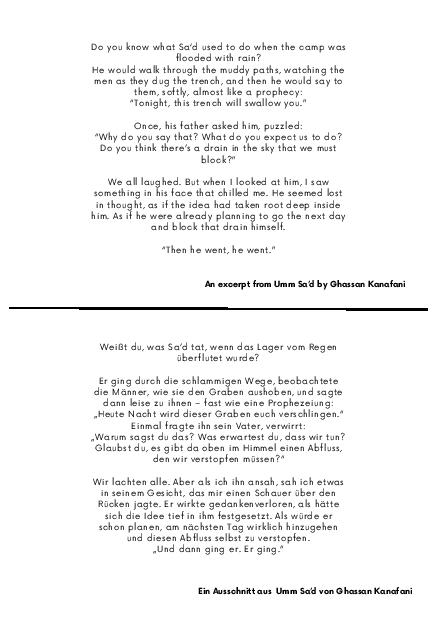 Do you know what Sa'd used to do when the camp was
flooded with rain?
He would walk through the muddy paths, watching the
men as they dug the trench, and then he would say to
them, softly, almost like a prophecy:
"Tonight, this trench will swallow you."
Once, his father asked him, puzzled:
"Why do you say that? What do you expect us to do?
Do you think there's a drain in the sky that we must
block?"
We all laughed. But when I looked at him, I saw
something in his face that chilled me. He seemed lost
in thought, as if the idea had taken root deep inside
him. As if he were already planning to go the next day
and block that drain himself.
"Then he went, he went."
An excerpt from Umm Sa'd by Ghassan Kanafani
Weißt du, was Sa'd tat, wenn das Lager vom Regen
überflutet wurde?
Er ging durch die schlammigen Wege, beobachtete
die Männer, wie sie den Graben aushoben, und sagte
dann leise zu ihnen – fast wie eine Prophezeiung:
„Heute Nacht wird dieser Graben euch verschlingen."
Einmal fragte ihn sein Vater, verwirrt:
„Warum sagst du das? Was erwartest du, dass wir tun?
Glaubst du, es gibt da oben im Himmel einen Abfluss,
den wir verstopfen müssen?"
Wir lachten alle. Aber als ich ihn ansah, sah ich etwas
in seinem Gesicht, das mir einen Schauer über den
Rücken jagte. Er wirkte gedankenverloren, als hätte
sich die Idee tief in ihm festgesetzt. Als würde er
schon planen, am nächsten Tag wirklich hinzugehen
und diesen Abfluss selbst zu verstopfen.
„Und dann ging er. Er ging."
Ein Ausschnitt aus Umm Sa'd von Ghassan Kanafani